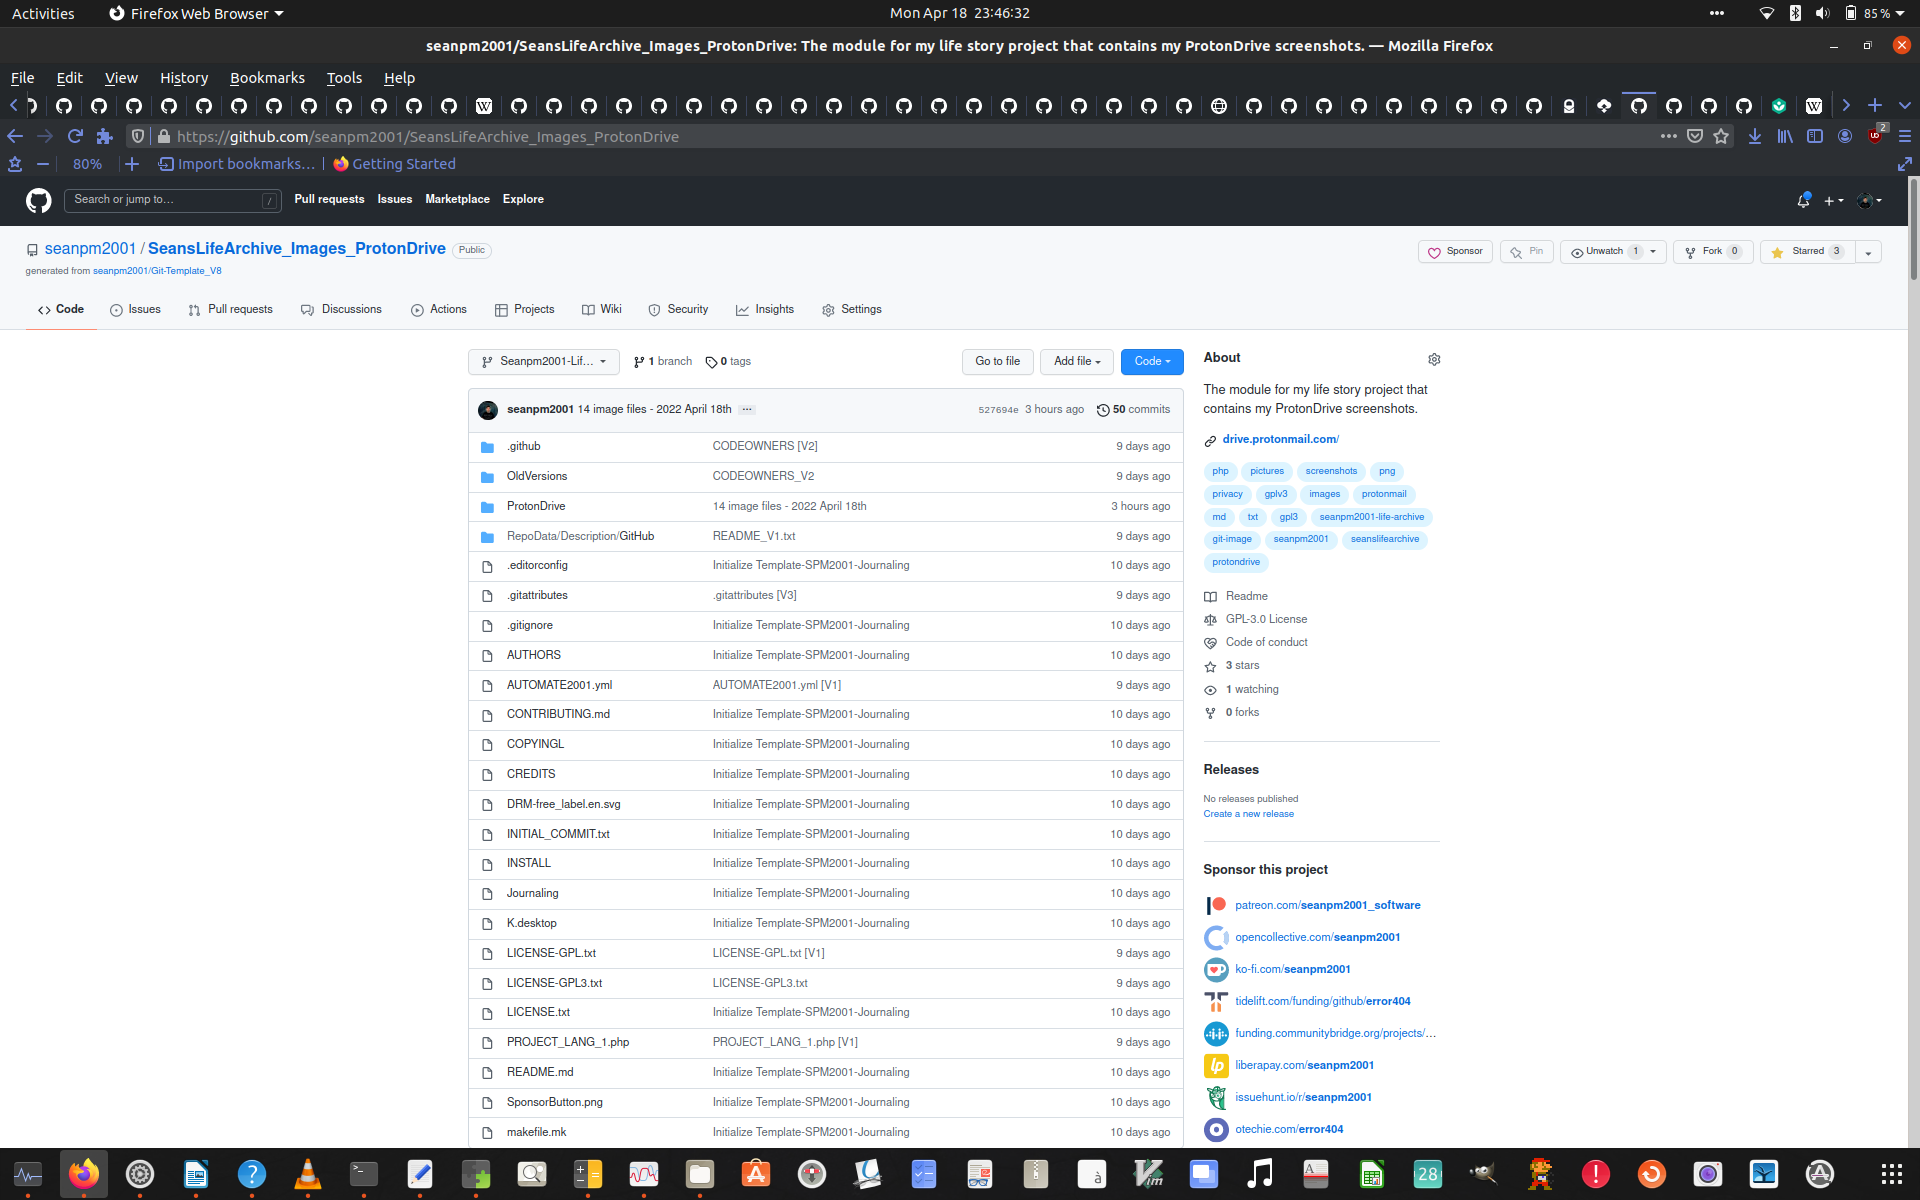 Activities
Firefox Web Browser
Mon Apr 18 23:46:32
85 %
seanpm2001/SeansLifeArchive_Images_ProtonDrive: The module for my life story project that contains my ProtonDrive screenshots. — Mozilla Firefox
File Edit View History Bookmarks Tools Help
https://github.com/seanpm2001/SeansLifeArchive_Images_ProtonDrive
2
80%
Import bookmarks…
Getting Started
Search or jump to…
/
Pull requests Issues Marketplace Explore
seanpm2001 / SeansLifeArchive_Images_ProtonDrive Public
generated from seanpm2001/Git-Template_V8
Sponsor
Pin
Unwatch 1
Fork 0
Starred 3
Code
Issues
Pull requests
Discussions
Actions
Projects
Wiki
Security
Insights
Settings
Seanpm2001-Lif…
1 branch
0 tags
Go to file
Add file
Code
seanpm2001 14 image files - 2022 April 18th
527694e 3 hours ago
50 commits
.github CODEOWNERS [V2] 9 days ago
OldVersions CODEOWNERS_V2 9 days ago
ProtonDrive 14 image files - 2022 April 18th 3 hours ago
RepoData/Description/GitHub README_V1.txt 9 days ago
.editorconfig Initialize Template-SPM2001-Journaling 10 days ago
.gitattributes .gitattributes [V3] 9 days ago
.gitignore Initialize Template-SPM2001-Journaling 10 days ago
AUTHORS Initialize Template-SPM2001-Journaling 10 days ago
AUTOMATE2001.yml AUTOMATE2001.yml [V1] 9 days ago
CONTRIBUTING.md Initialize Template-SPM2001-Journaling 10 days ago
COPYINGL Initialize Template-SPM2001-Journaling 10 days ago
CREDITS Initialize Template-SPM2001-Journaling 10 days ago
DRM-free_label.en.svg Initialize Template-SPM2001-Journaling 10 days ago
INITIAL_COMMIT.txt Initialize Template-SPM2001-Journaling 10 days ago
INSTALL Initialize Template-SPM2001-Journaling 10 days ago
Journaling Initialize Template-SPM2001-Journaling 10 days ago
K.desktop Initialize Template-SPM2001-Journaling 10 days ago
LICENSE-GPL.txt LICENSE-GPL.txt [V1] 9 days ago
LICENSE-GPL3.txt LICENSE-GPL3.txt 9 days ago
LICENSE.txt Initialize Template-SPM2001-Journaling 10 days ago
PROJECT_LANG_1.php PROJECT_LANG_1.php [V1] 9 days ago
README.md Initialize Template-SPM2001-Journaling 10 days ago
SponsorButton.png Initialize Template-SPM2001-Journaling 10 days ago
makefile.mk Initialize Template-SPM2001-Journaling 10 days ago
About
The module for my life story project that
contains my ProtonDrive screenshots.
drive.protonmail.com/
php pictures screenshots png
privacy gplv3 images protonmail
md txt gpl3 seanpm2001-life-archive
git-image seanpm2001 seanslifearchive
protondrive
Readme
GPL-3.0 License
Code of conduct
3 stars
1 watching
0 forks
Releases
No releases published
Create a new release
Sponsor this project
patreon.com/seanpm2001_software
opencollective.com/seanpm2001
ko-fi.com/seanpm2001
tidelift.com/funding/github/error404
funding.communitybridge.org/projects/…
liberapay.com/seanpm2001
issuehunt.io/r/seanpm2001
otechie.com/error404
28